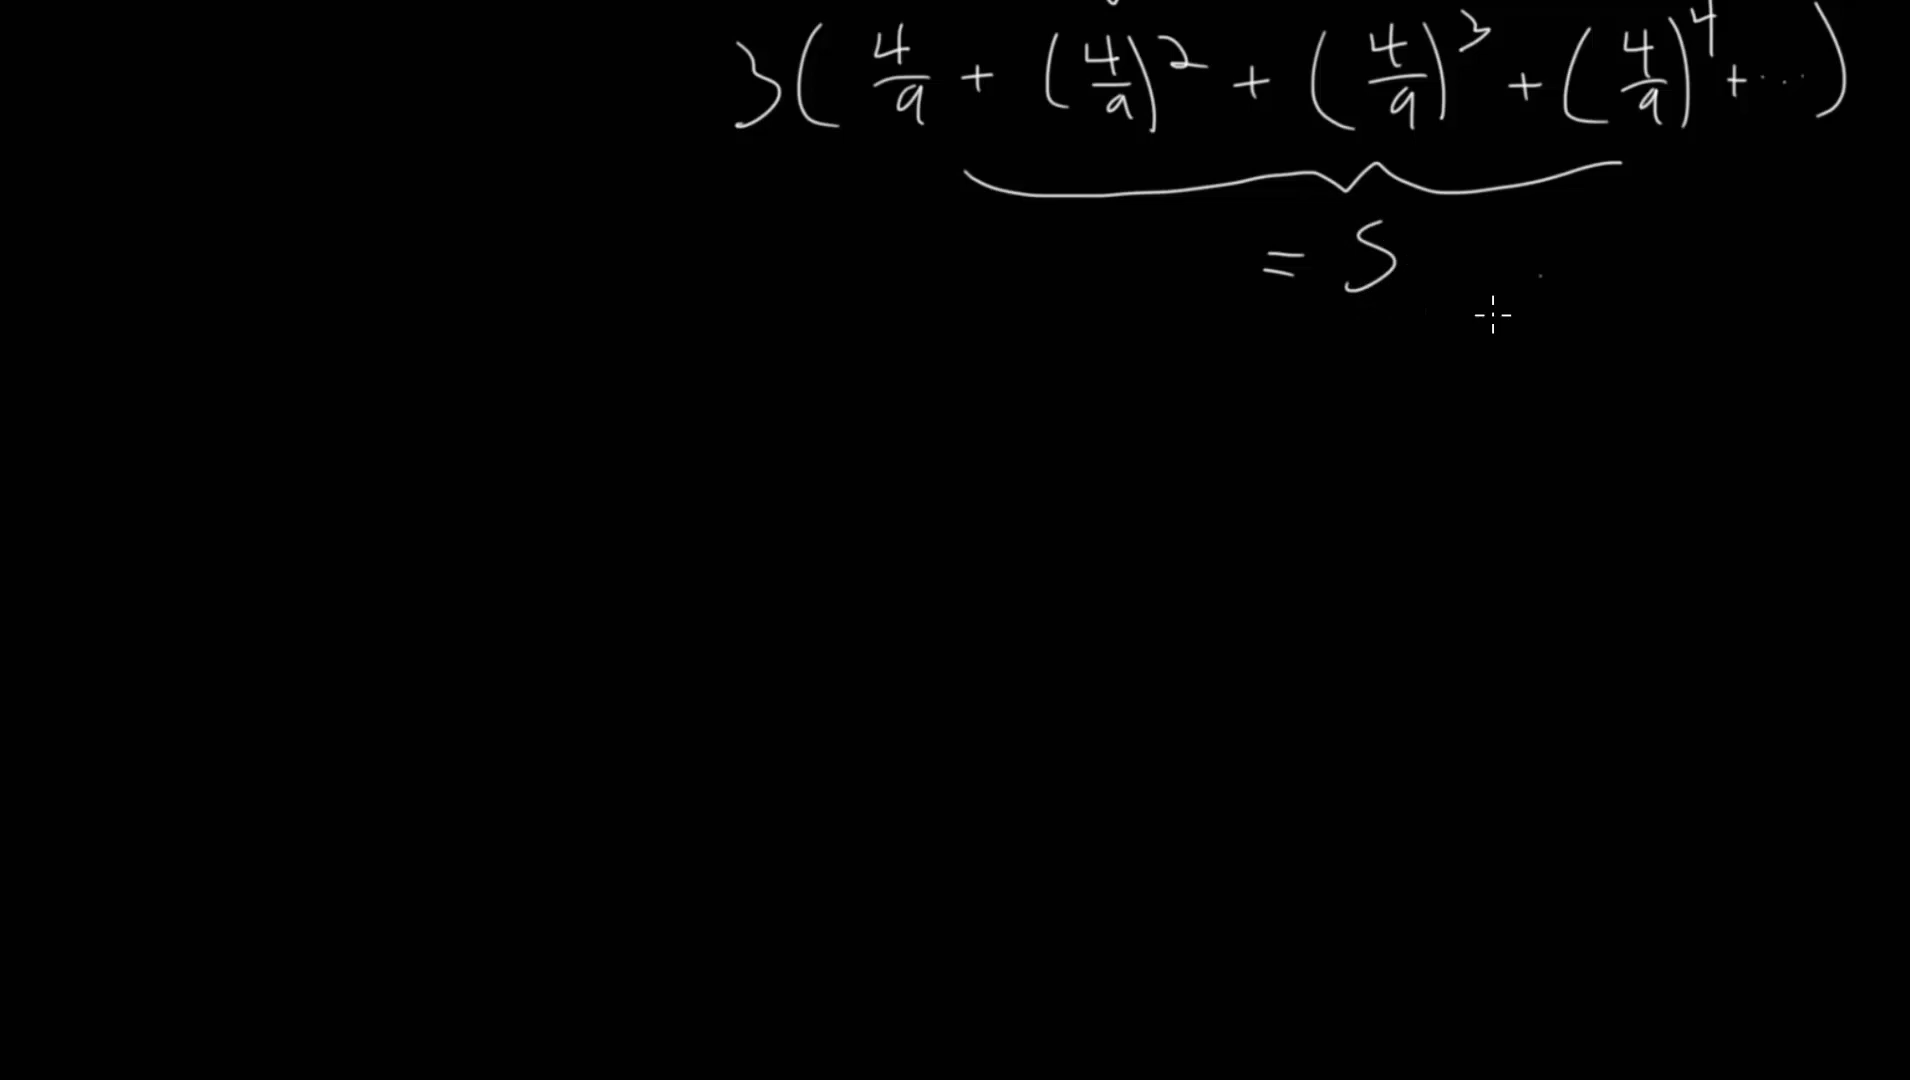 3( 4/9 + (4/9)^2 + (4/9)^3 + (4/9)^4 + ... )
= S